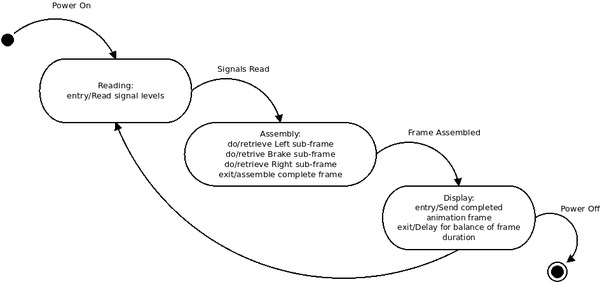 Power On
Reading:
entry/Read signal levels
Signals Read
Assembly:
do/retrieve Left sub-frame
do/retrive Brake sub-frame
do/retrieve Right sub-frame
exit/assemble complete frame
Frame Assembled
Display:
entry/Send completed
animation frame
exit/Delay for balance of frame
duration
Power Off